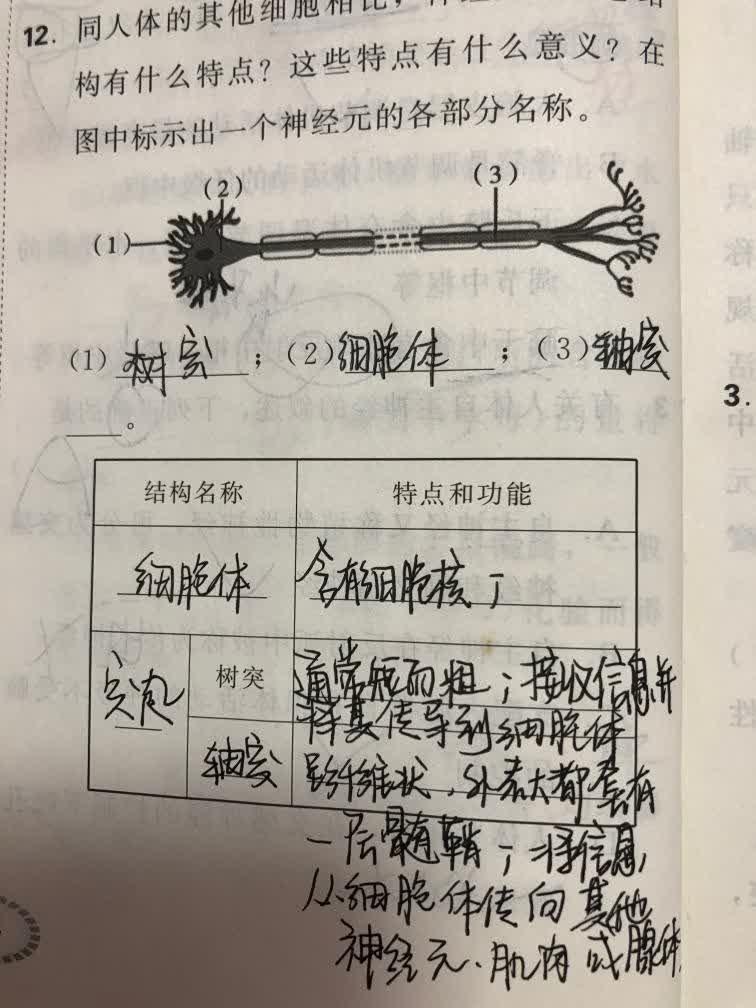 12. 同人体的其他细胞相比，
构有什么特点？这些特点有什么意义？在
图中标示出一个神经元的各部分名称。
(2) (3)
(1)
(1) 树突 ；(2) 细胞体 ；(3) 轴突
。
结构名称 特点和功能
细胞体 含有细胞核；
突起 树突 通常短而粗；接收信息并
将其传导到细胞体
轴突 呈纤维状，外表大都套有
一层髓鞘；将信息
从细胞体传向其他
神经元、肌肉或腺体
3.